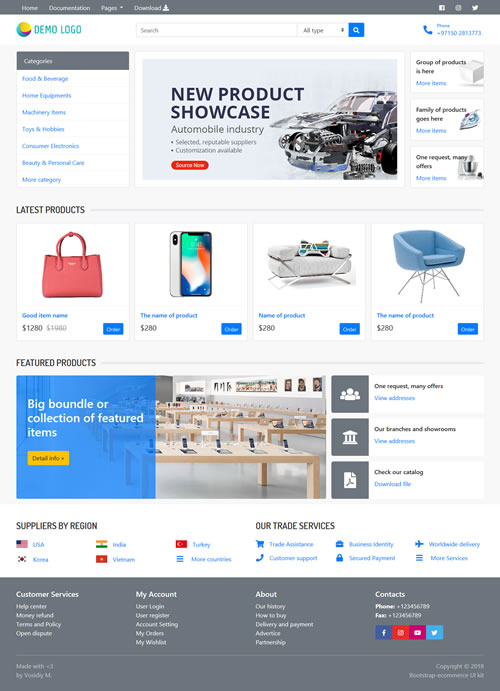 Home Documentation Pages Download
DEMO LOGO
Search All type
Phone
+97150 2813773
Categories
Food & Beverage
Home Equipments
Machinery Items
Toys & Hobbies
Consumer Electronics
Beauty & Personal Care
More category
NEW PRODUCT
SHOWCASE
Automobile industry
• Selected, reputable suppliers
• Customization available
Source Now
Group of products
is here
More items
Family of products
goes here
More items
One request, many
offers
More items
LATEST PRODUCTS
Good item name
$1280 $1980 Order
The name of product
$280 Order
Name of product
$280 Order
The name of product
$280 Order
FEATURED PRODUCTS
Big boundle or
collection of featured
items
Detail info »
One request, many offers
View addresses
Our branches and showrooms
View addresses
Check our catalog
Download file
SUPPLIERS BY REGION
USA India Turkey
Korea Vietnam More countries
OUR TRADE SERVICES
Trade Assistance Business Identity Worldwide delivery
Customer support Secured Payment More Services
Customer Services
Help center
Money refund
Terms and Policy
Open dispute
My Account
User Login
User register
Account Setting
My Orders
My Wishlist
About
Our history
How to buy
Delivery and payment
Advertice
Partnership
Contacts
Phone: +123456789
Fax: +123456789
Made with <3
by Vosidiy M.
Copyright © 2018
Bootstrap-ecommerce UI kit